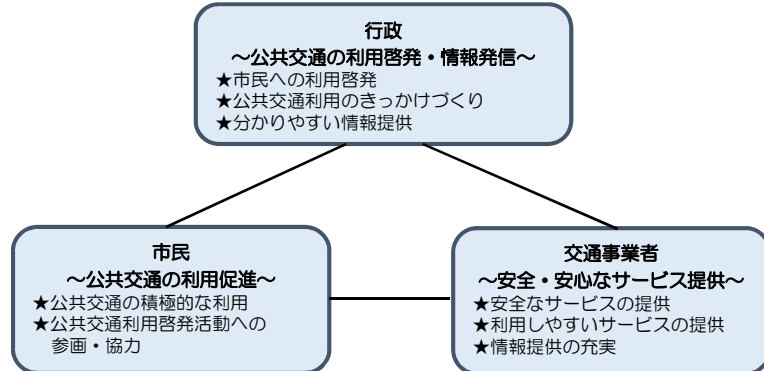 行政
～公共交通の利用啓発・情報発信～
★市民への利用啓発
★公共交通利用のきっかけづくり
★分かりやすい情報提供
市民
～公共交通の利用促進～
★公共交通の積極的な利用
★公共交通利用啓発活動への
参画・協力
交通事業者
～安全・安心なサービス提供～
★安全なサービスの提供
★利用しやすいサービスの提供
★情報提供の充実